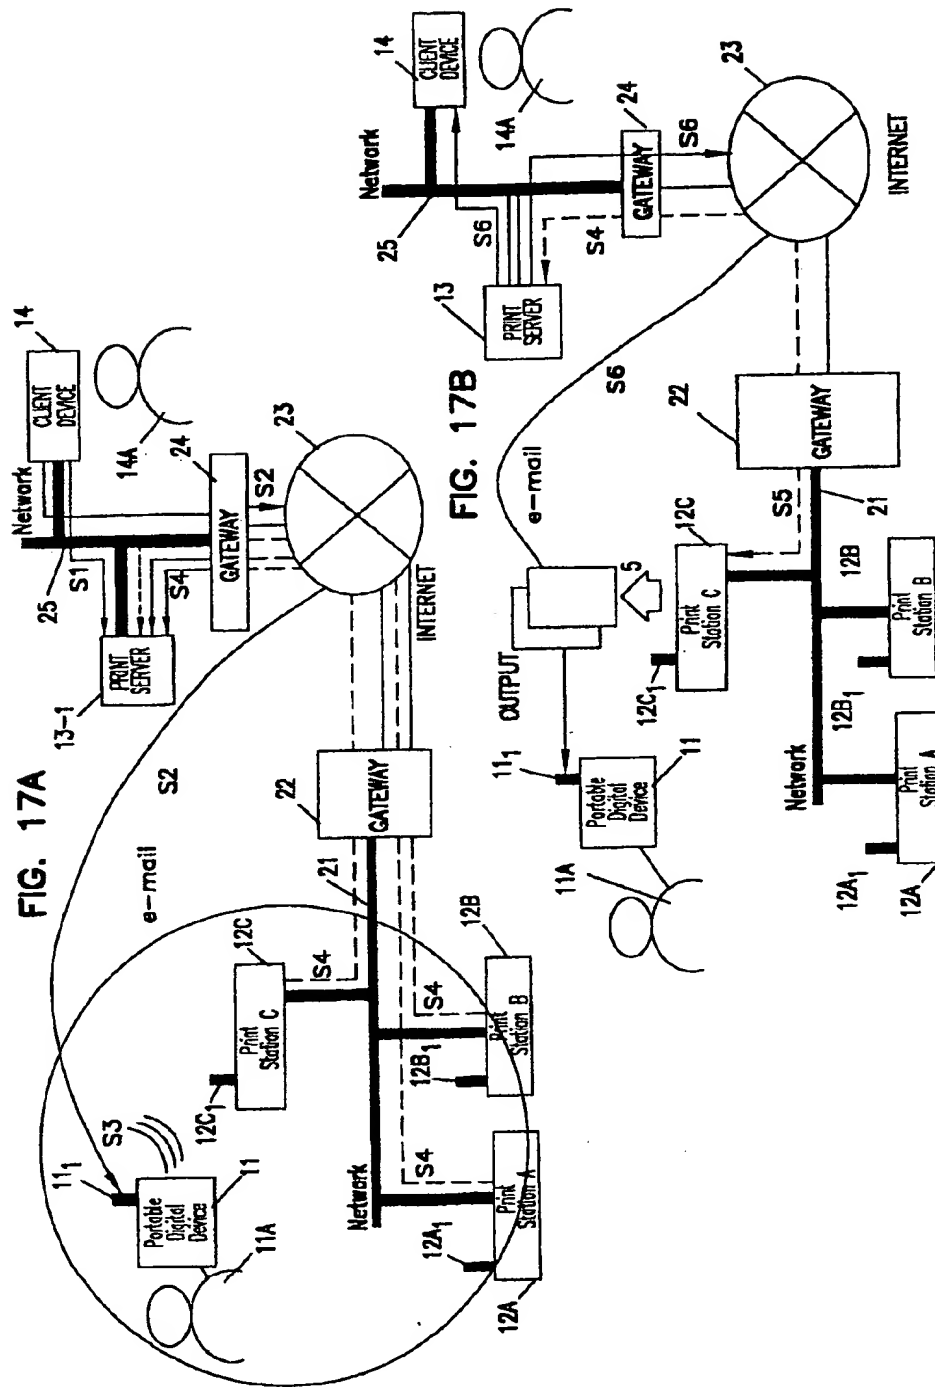 FIG. 17A
Network
14
CLIENT
DEVICE
14A
25
S1
24
GATEWAY
S2
S4
PRINT
SERVER
13-1
23
INTERNET
S2
e-mail
22
GATEWAY
21
S3
11₁
Portable
Digital
Device
11
11A
12C
Print
Station C
12C₁
S4
12B
Print
Station B
12B₁
S4
Network
12A₁
S4
Print
Station A
12A
FIG. 17B
Network
14
CLIENT
DEVICE
14A
25
S6
24
GATEWAY
S6
S4
PRINT
SERVER
13
23
INTERNET
S6
e-mail
22
GATEWAY
21
S5
OUTPUT
5
11₁
Portable
Digital
Device
11
11A
12C
Print
Station C
12C₁
12B
Print
Station B
12B₁
Network
12A₁
Print
Station A
12A